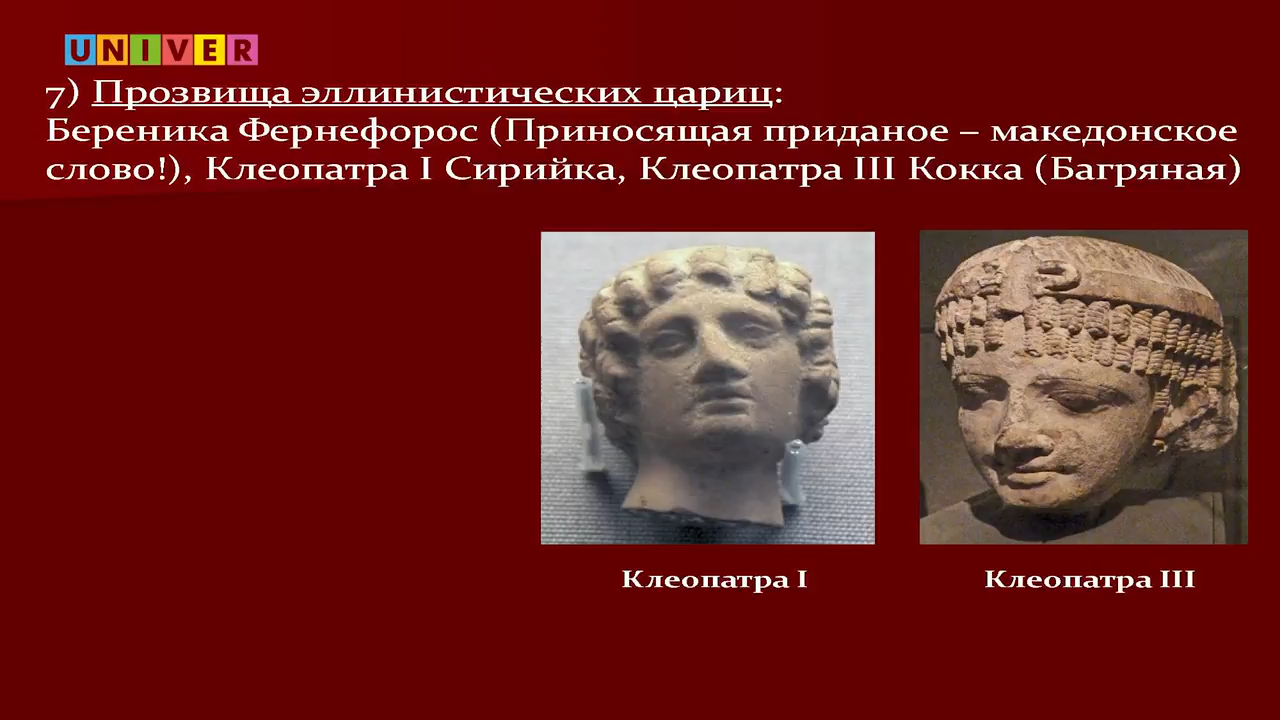 UNIVER
7) Прозвища эллинистических цариц:
Береника Фернефорос (Приносящая приданое – македонское
слово!), Клеопатра I Сирийка, Клеопатра III Кокка (Багряная)
Клеопатра I
Клеопатра III